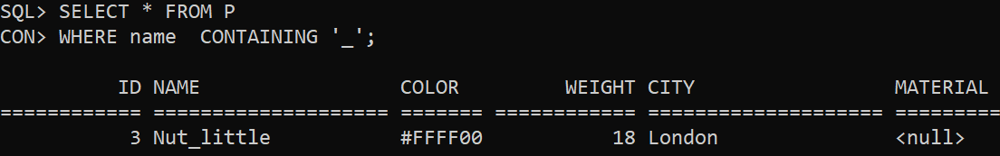 SQL> SELECT * FROM P
CON> WHERE name  CONTAINING '_';
ID NAME COLOR WEIGHT CITY MATERIAL
============ ==================== ======= ============ ==================== =========
3 Nut_little #FFFF00 18 London <null>